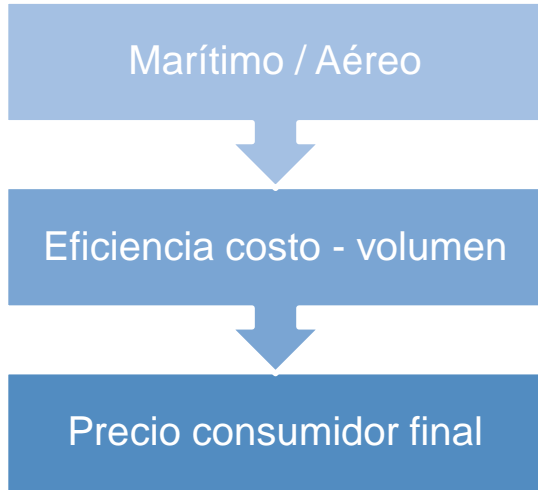 Marítimo / Aéreo
Eficiencia costo - volumen
Precio consumidor final